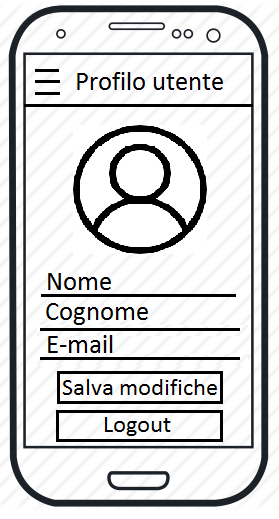 Profilo utente
Nome
Cognome
E-mail
Salva modifiche
Logout